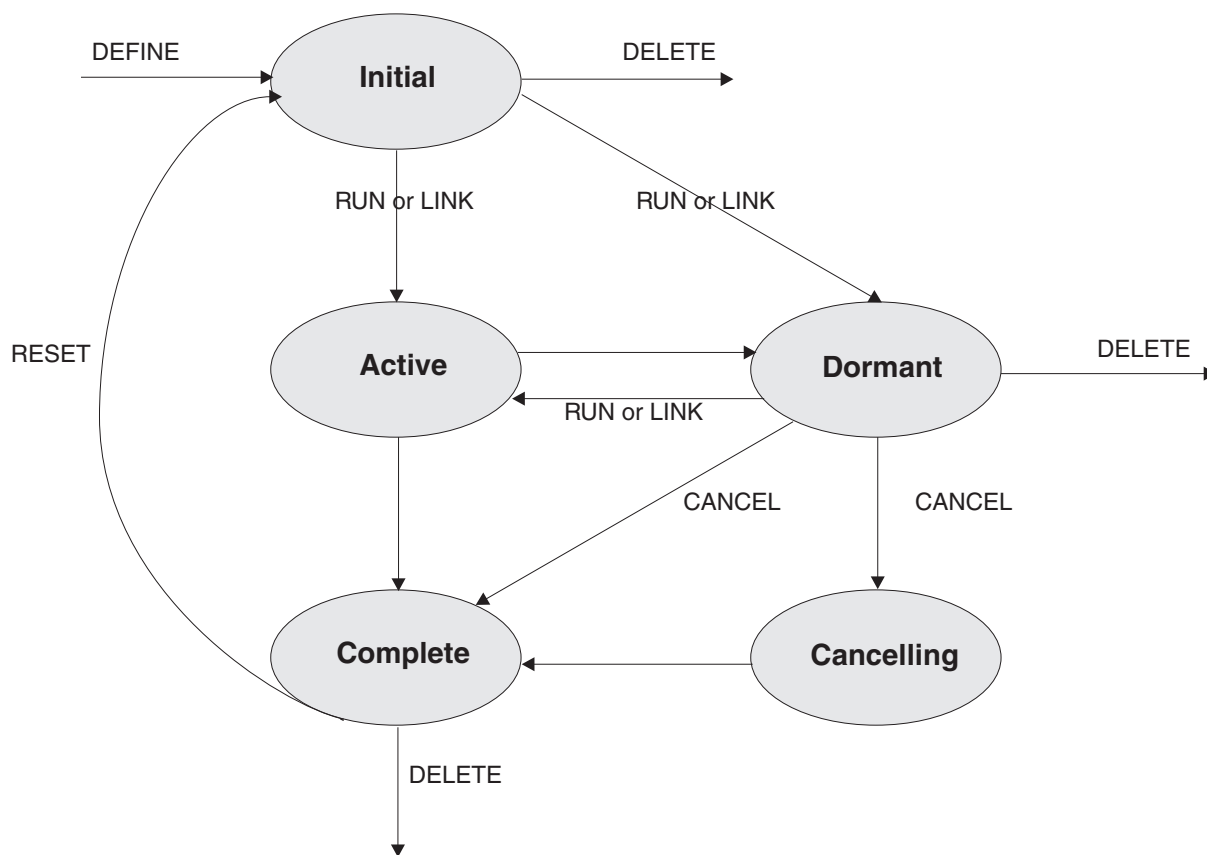 DEFINE
Initial
DELETE
RUN or LINK
RUN or LINK
RESET
Active
Dormant
DELETE
RUN or LINK
CANCEL
CANCEL
Complete
Cancelling
DELETE